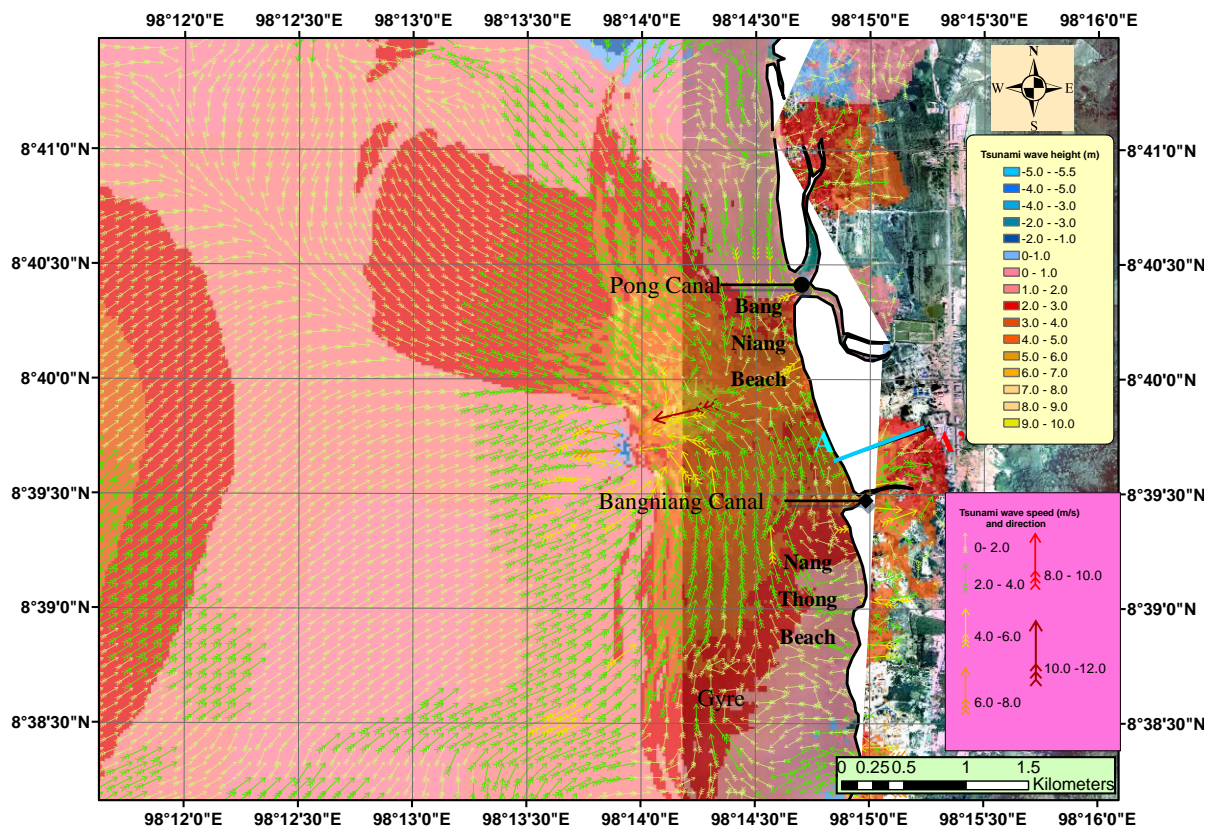 98°12'0"E 98°12'30"E 98°13'0"E 98°13'30"E 98°14'0"E 98°14'30"E 98°15'0"E 98°15'30"E 98°16'0"E
N
W E
S
8°41'0"N 8°41'0"N
Tsunami wave height (m)
-5.0 - -5.5
-4.0 - -5.0
-4.0 - -3.0
-2.0 - -3.0
-2.0 - -1.0
0-1.0
0 - 1.0
1.0 - 2.0
2.0 - 3.0
3.0 - 4.0
4.0 - 5.0
5.0 - 6.0
6.0 - 7.0
7.0 - 8.0
8.0 - 9.0
9.0 - 10.0
8°40'30"N 8°40'30"N
Pong Canal
Bang
Niang
Beach
8°40'0"N 8°40'0"N
A A'
8°39'30"N 8°39'30"N
Bangniang Canal
Tsunami wave speed (m/s)
and direction
0- 2.0
2.0 - 4.0
8.0 - 10.0
4.0 -6.0
10.0 -12.0
6.0 -8.0
Nang
Thong
Beach
8°39'0"N 8°39'0"N
Gyre
8°38'30"N 8°38'30"N
0 0.25 0.5 1 1.5
Kilometers
98°12'0"E 98°12'30"E 98°13'0"E 98°13'30"E 98°14'0"E 98°14'30"E 98°15'0"E 98°15'30"E 98°16'0"E